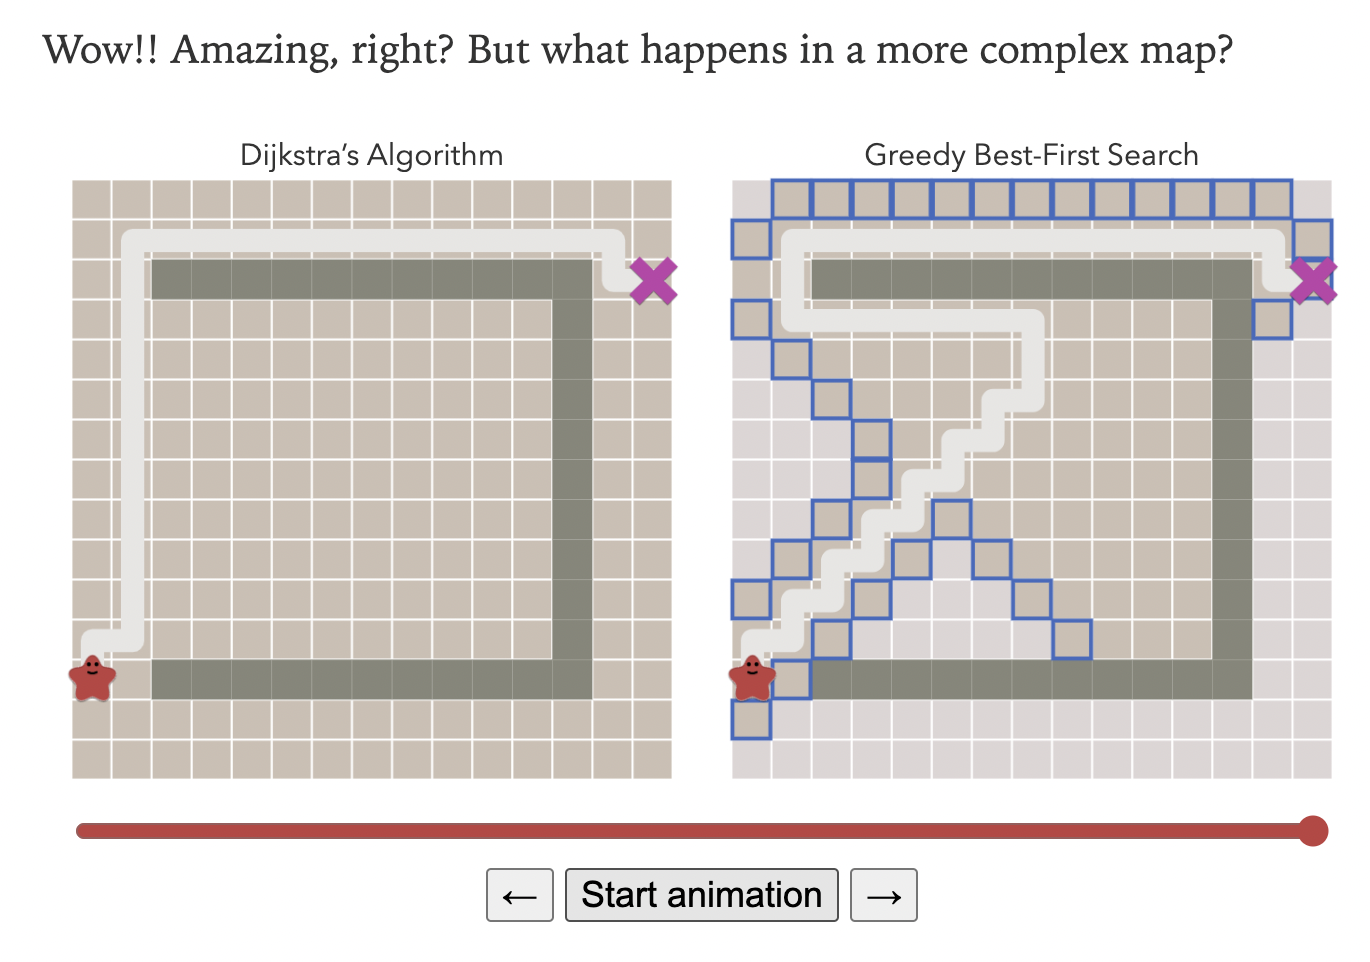 Wow!! Amazing, right? But what happens in a more complex map?
Dijkstra’s Algorithm
Greedy Best-First Search
←
Start animation
→